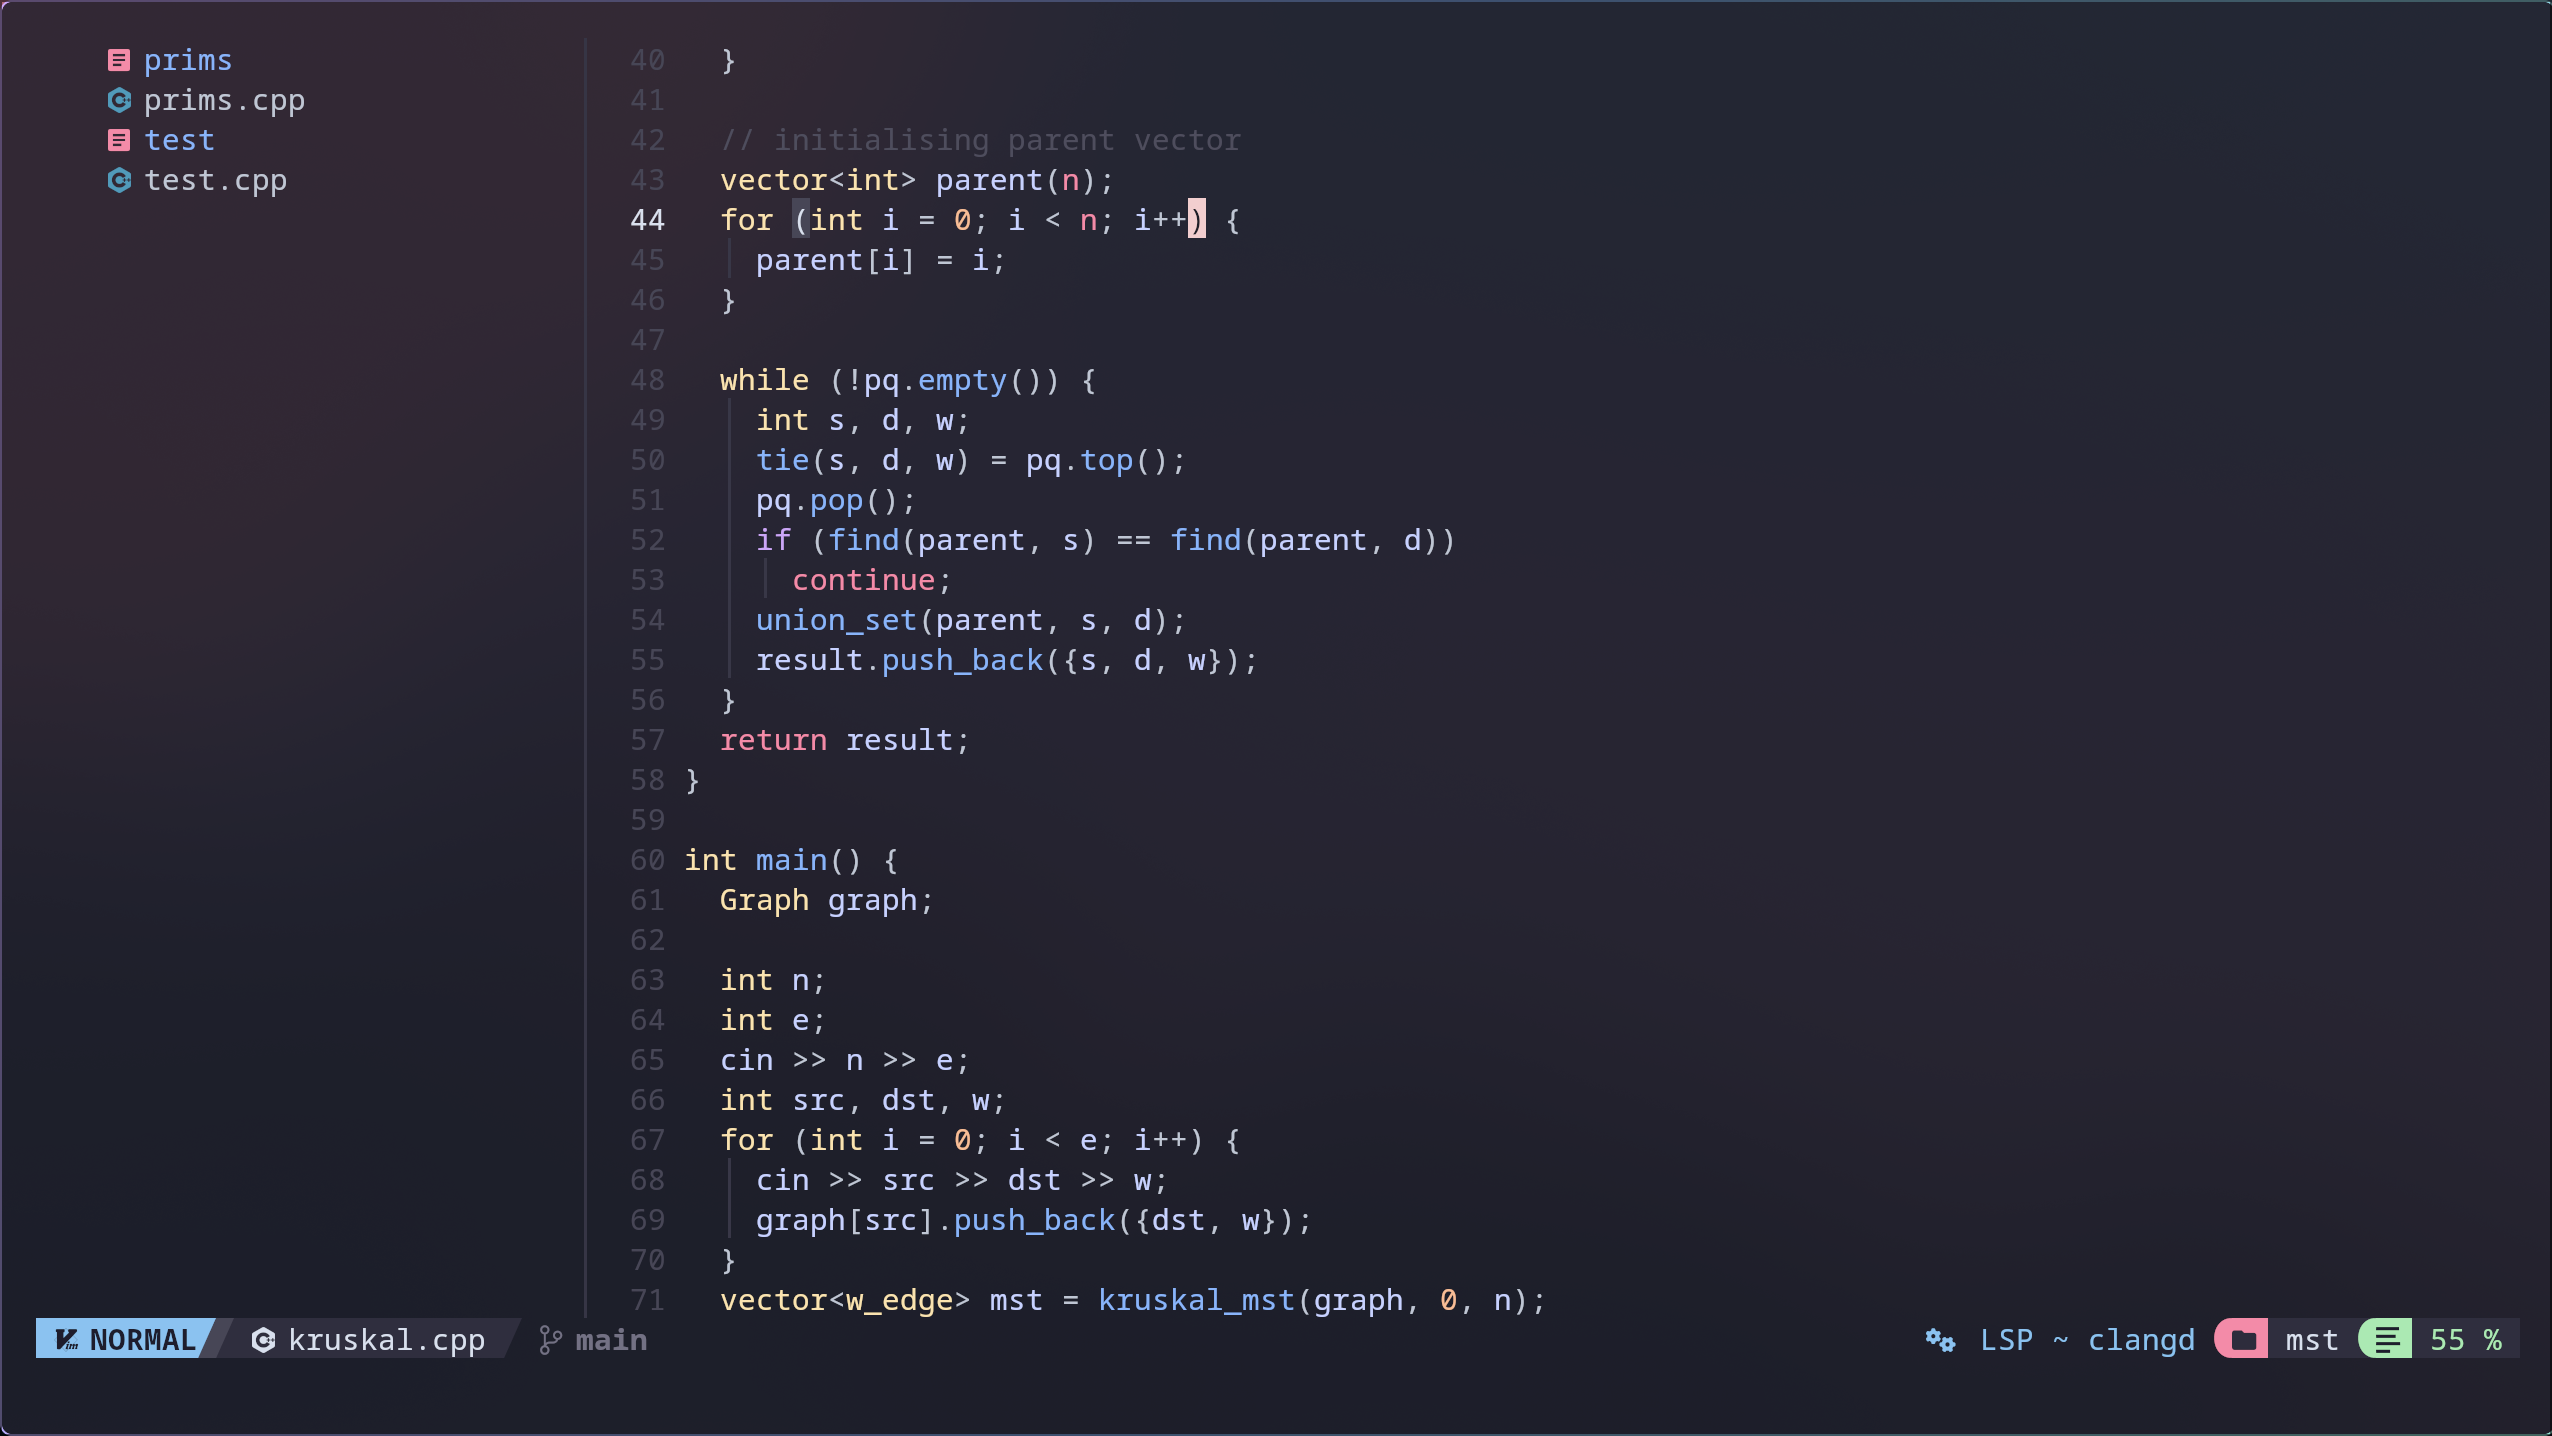 prims
prims.cpp
test
test.cpp
40 }
41
42 // initialising parent vector
43 vector<int> parent(n);
44 for (int i = 0; i < n; i++) {
45 parent[i] = i;
46 }
47
48 while (!pq.empty()) {
49 int s, d, w;
50 tie(s, d, w) = pq.top();
51 pq.pop();
52 if (find(parent, s) == find(parent, d))
53 continue;
54 union_set(parent, s, d);
55 result.push_back({s, d, w});
56 }
57 return result;
58 }
59
60 int main() {
61 Graph graph;
62
63 int n;
64 int e;
65 cin >> n >> e;
66 int src, dst, w;
67 for (int i = 0; i < e; i++) {
68 cin >> src >> dst >> w;
69 graph[src].push_back({dst, w});
70 }
71 vector<w_edge> mst = kruskal_mst(graph, 0, n);
NORMAL kruskal.cpp main LSP ~ clangd mst 55 %